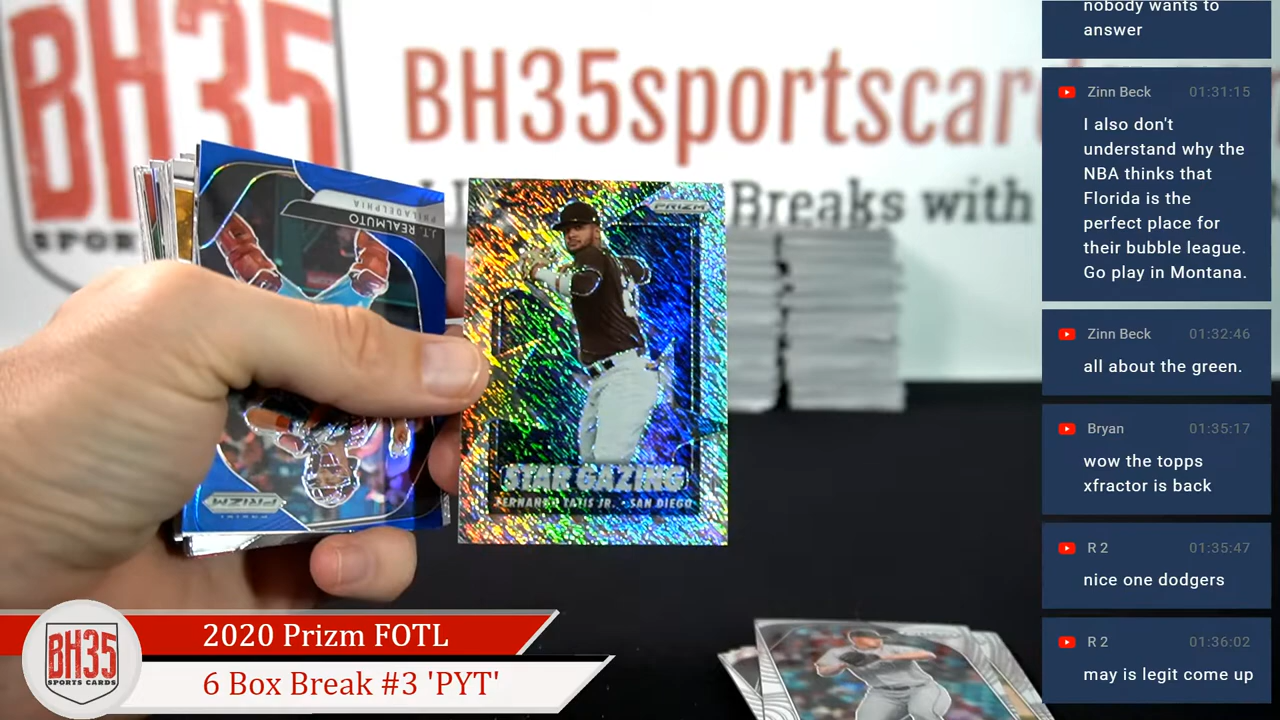 BH35
SPORTS
BH35sportscar
Breaks with
PHILADELPHIA
J.T. REALMUTO
PRIZM
PANINI
PRIZM
STAR GAZING
FERNANDO TATIS JR. • SAN DIEGO
nobody wants to
answer
Zinn Beck 01:31:15
I also don't
understand why the
NBA thinks that
Florida is the
perfect place for
their bubble league.
Go play in Montana.
Zinn Beck 01:32:46
all about the green.
Bryan 01:35:17
wow the topps
xfractor is back
R 2 01:35:47
nice one dodgers
R 2 01:36:02
may is legit come up
BH35
SPORTS CARDS
2020 Prizm FOTL
6 Box Break #3 'PYT'